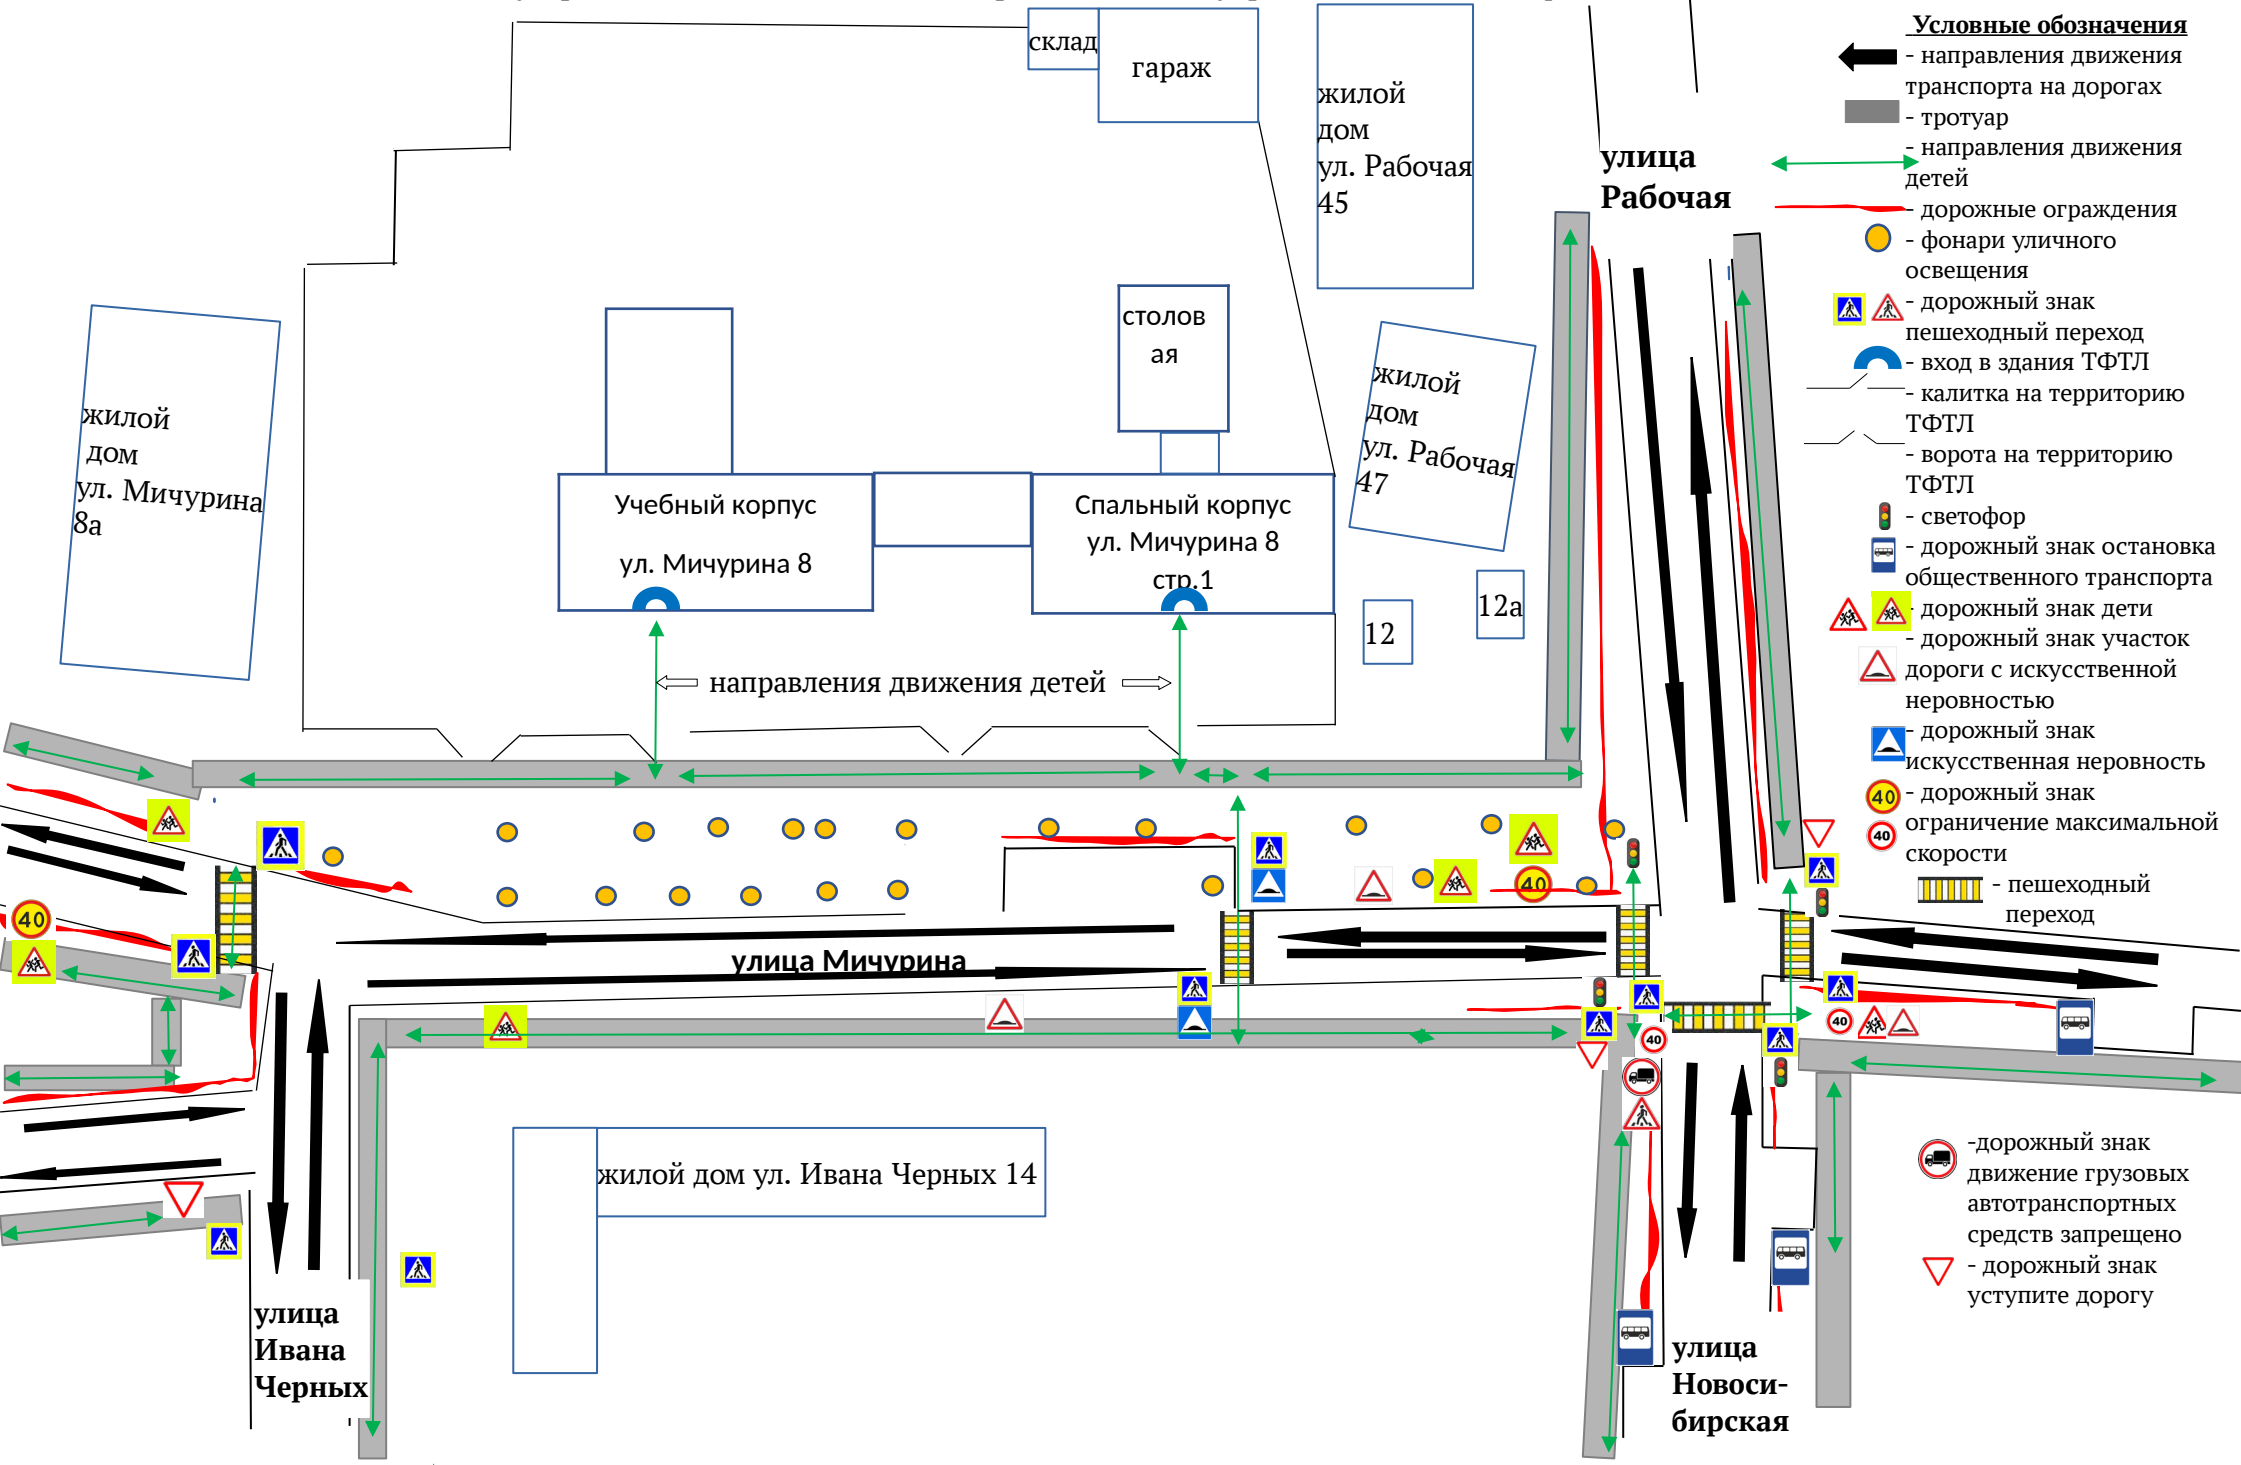 склад
гараж
жилой
дом
ул. Рабочая
45
улица
Рабочая
столов
ая
жилой
дом
ул. Рабочая
47
жилой
дом
ул. Мичурина
8а
Учебный корпус
ул. Мичурина 8
Спальный корпус
ул. Мичурина 8
стр.1
12
12а
направления движения детей
40
40
улица Мичурина
40
40
жилой дом ул. Ивана Черных 14
улица
Ивана
Черных
улица
Новоси-
бирская
Условные обозначения
- направления движения
транспорта на дорогах
- тротуар
- направления движения
детей
- дорожные ограждения
- фонари уличного
освещения
- дорожный знак
пешеходный переход
- вход в здания ТФТЛ
- калитка на территорию
ТФТЛ
- ворота на территорию
ТФТЛ
- светофор
- дорожный знак остановка
общественного транспорта
- дорожный знак дети
- дорожный знак участок
дороги с искусственной
неровностью
- дорожный знак
искусственная неровность
40
- дорожный знак
40
ограничение максимальной
скорости
- пешеходный
переход
-дорожный знак
движение грузовых
автотранспортных
средств запрещено
- дорожный знак
уступите дорогу